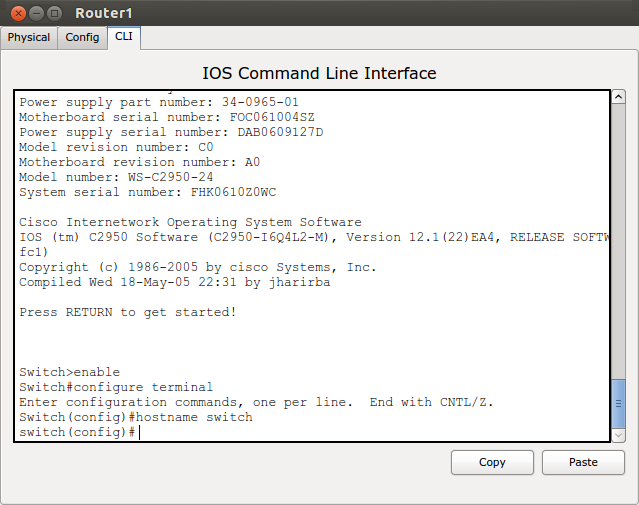 Router1
Physical Config CLI
IOS Command Line Interface
Power supply part number: 34-0965-01
Motherboard serial number: FOC061004SZ
Power supply serial number: DAB0609127D
Model revision number: C0
Motherboard revision number: A0
Model number: WS-C2950-24
System serial number: FHK0610Z0WC
Cisco Internetwork Operating System Software
IOS (tm) C2950 Software (C2950-I6Q4L2-M), Version 12.1(22)EA4, RELEASE SOFTW
fc1)
Copyright (c) 1986-2005 by cisco Systems, Inc.
Compiled Wed 18-May-05 22:31 by jharirba
Press RETURN to get started!
Switch>enable
Switch#configure terminal
Enter configuration commands, one per line.  End with CNTL/Z.
Switch(config)#hostname switch
switch(config)#
Copy Paste